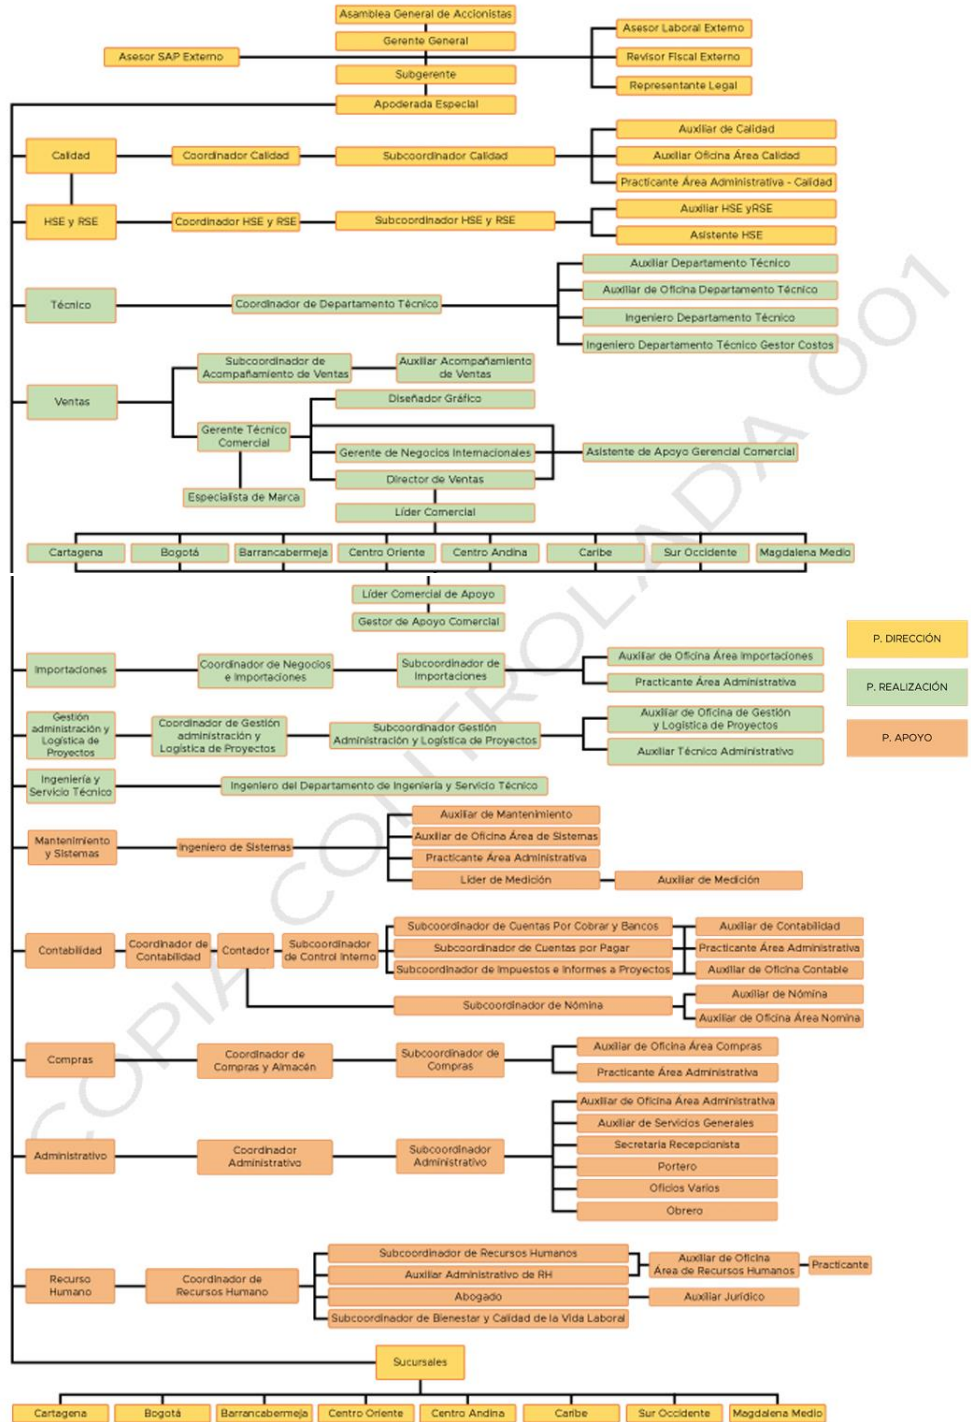 Asamblea General de Accionistas
Gerente General
Asesor SAP Externo
Asesor Laboral Externo
Revisor Fiscal Externo
Representante Legal
Subgerente
Apoderada Especial
Calidad
Coordinador Calidad
Subcoordinador Calidad
Auxiliar de Calidad
Auxiliar Oficina Área Calidad
Practicante Área Administrativa - Calidad
HSE y RSE
Coordinador HSE y RSE
Subcoordinador HSE y RSE
Auxiliar HSE yRSE
Asistente HSE
Técnico
Coordinador de Departamento Técnico
Auxiliar Departamento Técnico
Auxiliar de Oficina Departamento Técnico
Ingeniero Departamento Técnico
Ingeniero Departamento Técnico Gestor Costos
Ventas
Subcoordinador de
Acompañamiento de Ventas
Auxiliar Acompañamiento
de Ventas
Gerente Técnico
Comercial
Especialista de Marca
Diseñador Gráfico
Gerente de Negocios Internacionales
Director de Ventas
Asistente de Apoyo Gerencial Comercial
Líder Comercial
Cartagena
Bogotá
Barrancabermeja
Centro Oriente
Centro Andina
Caribe
Sur Occidente
Magdalena Medio
Líder Comercial de Apoyo
Gestor de Apoyo Comercial
P. DIRECCIÓN
P. REALIZACIÓN
P. APOYO
Importaciones
Coordinador de Negocios
e Importaciones
Subcoordinador de
Importaciones
Auxiliar de Oficina Área Importaciones
Practicante Área Administrativa
Gestión
administración y
Logística de
Proyectos
Coordinador de Gestión
administración y
Logística de Proyectos
Subcoordinador Gestión
Administración y Logística de Proyectos
Auxiliar de Oficina de Gestión
y Logística de Proyectos
Auxiliar Técnico Administrativo
Ingeniería y
Servicio Técnico
Ingeniero del Departamento de Ingeniería y Servicio Técnico
Mantenimiento
y Sistemas
Ingeniero de Sistemas
Auxiliar de Mantenimiento
Auxiliar de Oficina Área de Sistemas
Practicante Área Administrativa
Líder de Medición
Auxiliar de Medición
Contabilidad
Coordinador de
Contabilidad
Contador
Subcoordinador
de Control Interno
Subcoordinador de Cuentas Por Cobrar y Bancos
Subcoordinador de Cuentas por Pagar
Subcoordinador de Impuestos e Informes a Proyectos
Auxiliar de Contabilidad
Practicante Área Administrativa
Auxiliar de Oficina Contable
Subcoordinador de Nómina
Auxiliar de Nómina
Auxiliar de Oficina Área Nomina
Compras
Coordinador de
Compras y Almacén
Subcoordinador de
Compras
Auxiliar de Oficina Área Compras
Practicante Área Administrativa
Administrativo
Coordinador
Administrativo
Subcoordinador
Administrativo
Auxiliar de Oficina Área Administrativa
Auxiliar de Servicios Generales
Secretaria Recepcionista
Portero
Oficios Varios
Obrero
Recurso
Humano
Coordinador de
Recursos Humano
Subcoordinador de Recursos Humanos
Auxiliar Administrativo de RH
Abogado
Subcoordinador de Bienestar y Calidad de la Vida Laboral
Auxiliar de Oficina
Área de Recursos Humanos
Practicante
Auxiliar Jurídico
Sucursales
Cartagena
Bogotá
Barrancabermeja
Centro Oriente
Centro Andina
Caribe
Sur Occidente
Magdalena Medio
COPIA CONTROLADA 001